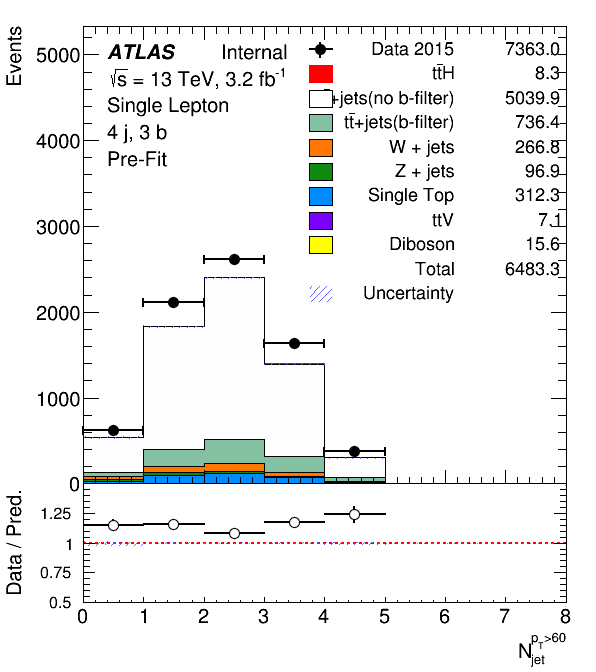 Events
5000
4000
3000
2000
1000
0
ATLAS Internal
√s = 13 TeV, 3.2 fb⁻¹
Single Lepton
4 j, 3 b
Pre-Fit
Data 2015 7363.0
tt̄H 8.3
+jets(no b-filter) 5039.9
tt̄+jets(b-filter) 736.4
W + jets 266.8
Z + jets 96.9
Single Top 312.3
ttV 7.1
Diboson 15.6
Total 6483.3
Uncertainty
Data / Pred.
1.25
1
0.75
0.5
0 1 2 3 4 5 6 7 8
N_jet^{p_T>60}